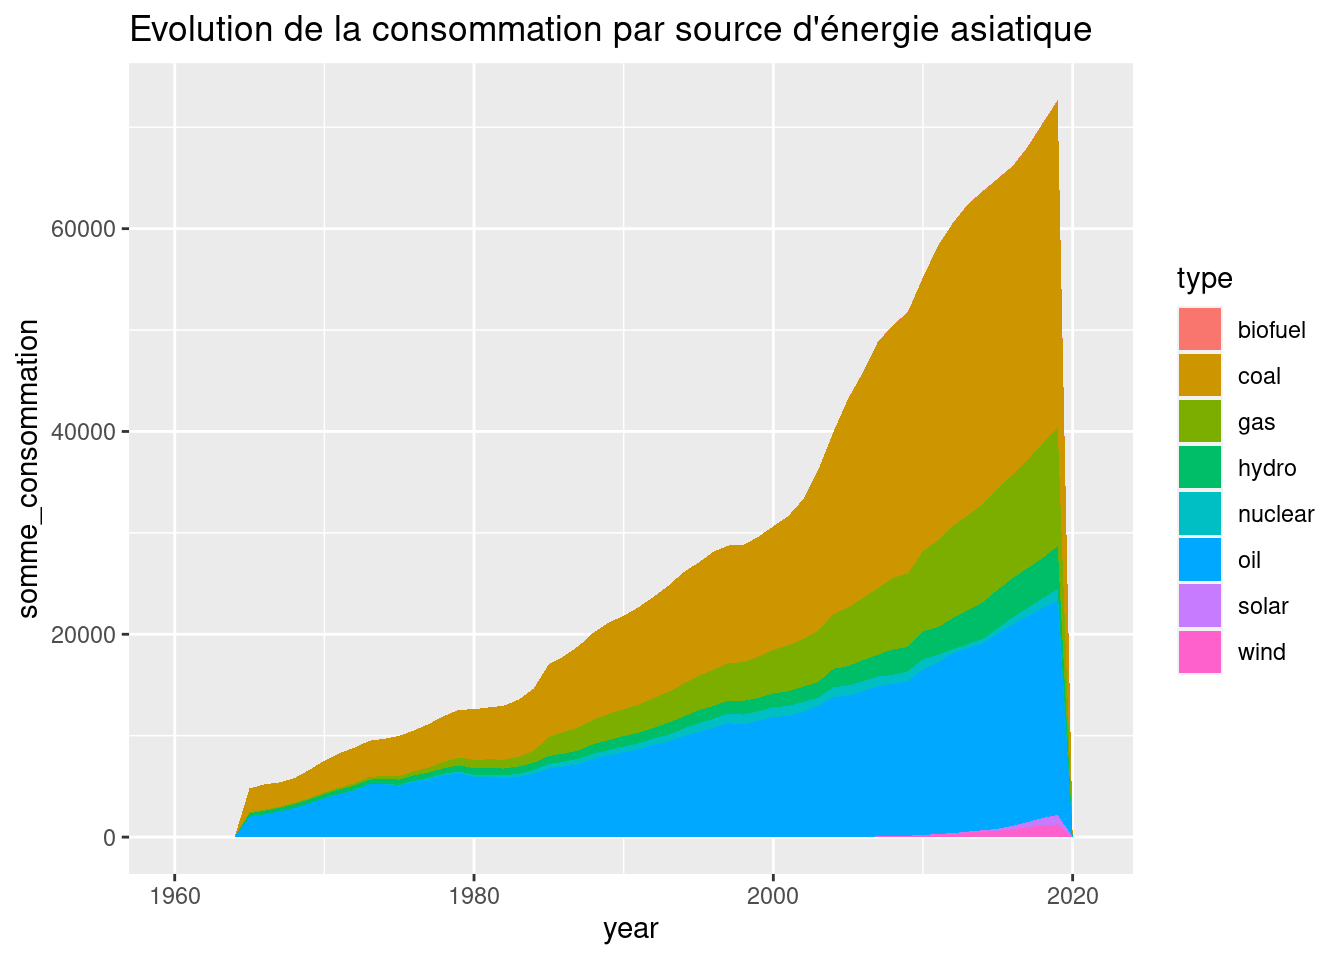 Evolution de la consommation par source d'énergie asiatique
somme_consommation
60000
40000
20000
0
1960
1980
2000
2020
year
type
biofuel
coal
gas
hydro
nuclear
oil
solar
wind